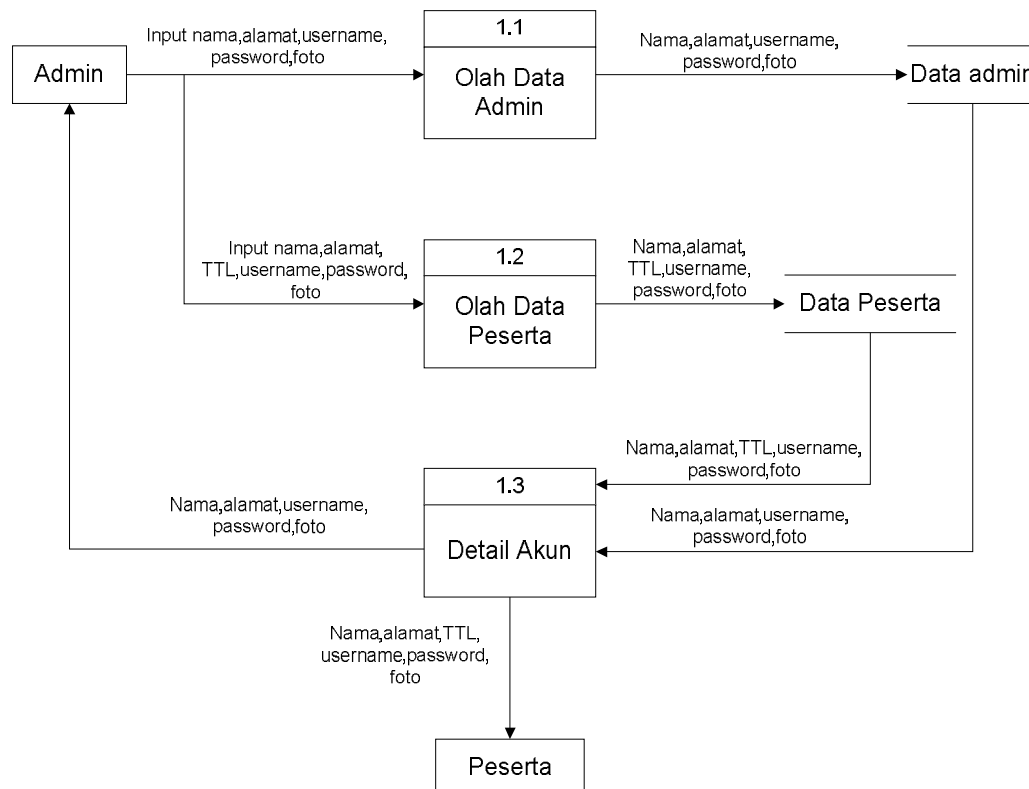 Input nama,alamat,username,
password,foto
1.1
Nama,alamat,username,
password,foto
Admin
Olah Data
Admin
Data admin
Input nama,alamat,
TTL,username,password,
foto
1.2
Nama,alamat,
TTL,username,
password,foto
Olah Data
Peserta
Data Peserta
Nama,alamat,TTL,username,
password,foto
1.3
Nama,alamat,username,
password,foto
Nama,alamat,username,
password,foto
Detail Akun
Nama,alamat,TTL,
username,password,
foto
Peserta